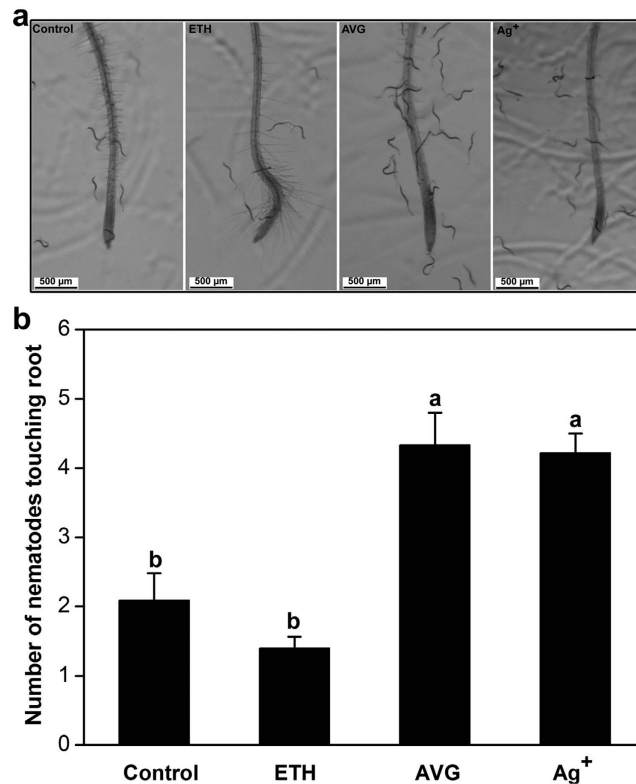 a
Control ETH AVG Ag+
500 µm 500 µm 500 µm 500 µm
b
Number of nematodes touching root
6
5
4
3
2
1
0
b b a a
Control ETH AVG Ag+